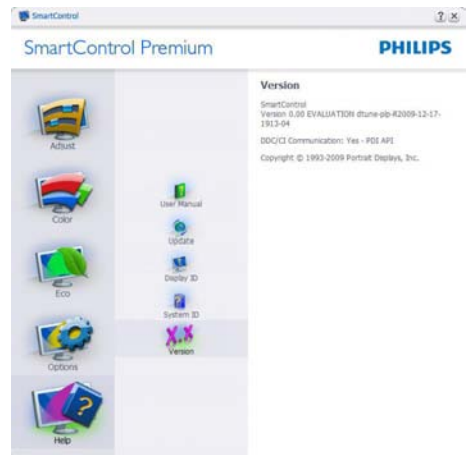 SmartControl
SmartControl Premium
PHILIPS
Adjust
Color
Eco
Options
Help
User Manual
Update
Display ID
System ID
X.X
Version
Version
SmartControl
Version 0.00 EVALUATION dtune-plp-R2009-12-17-
1913-04
DDC/CI Communication: Yes - PDI API
Copyright © 1993-2009 Portrait Displays, Inc.